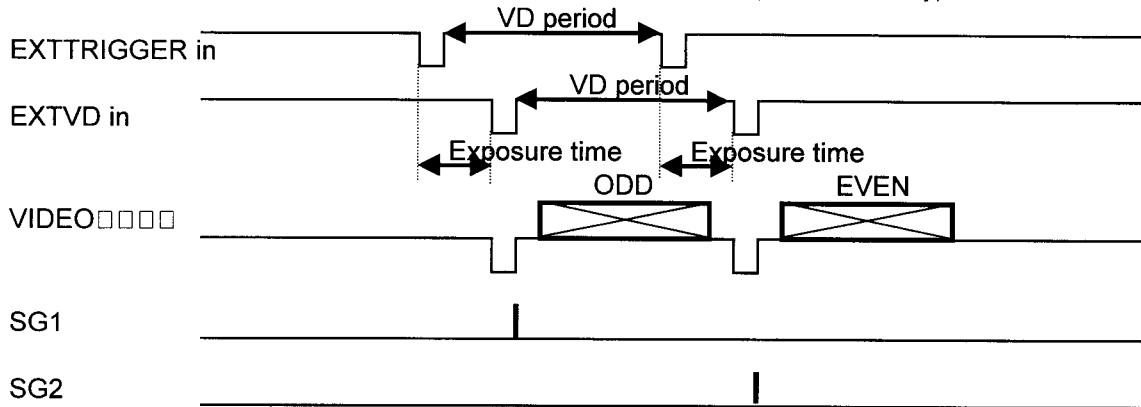 VD period
EXTTRIGGER in
VD period
EXTVD in
Exposure time
Exposure time
ODD
EVEN
VIDEO□□□□
SG1
SG2